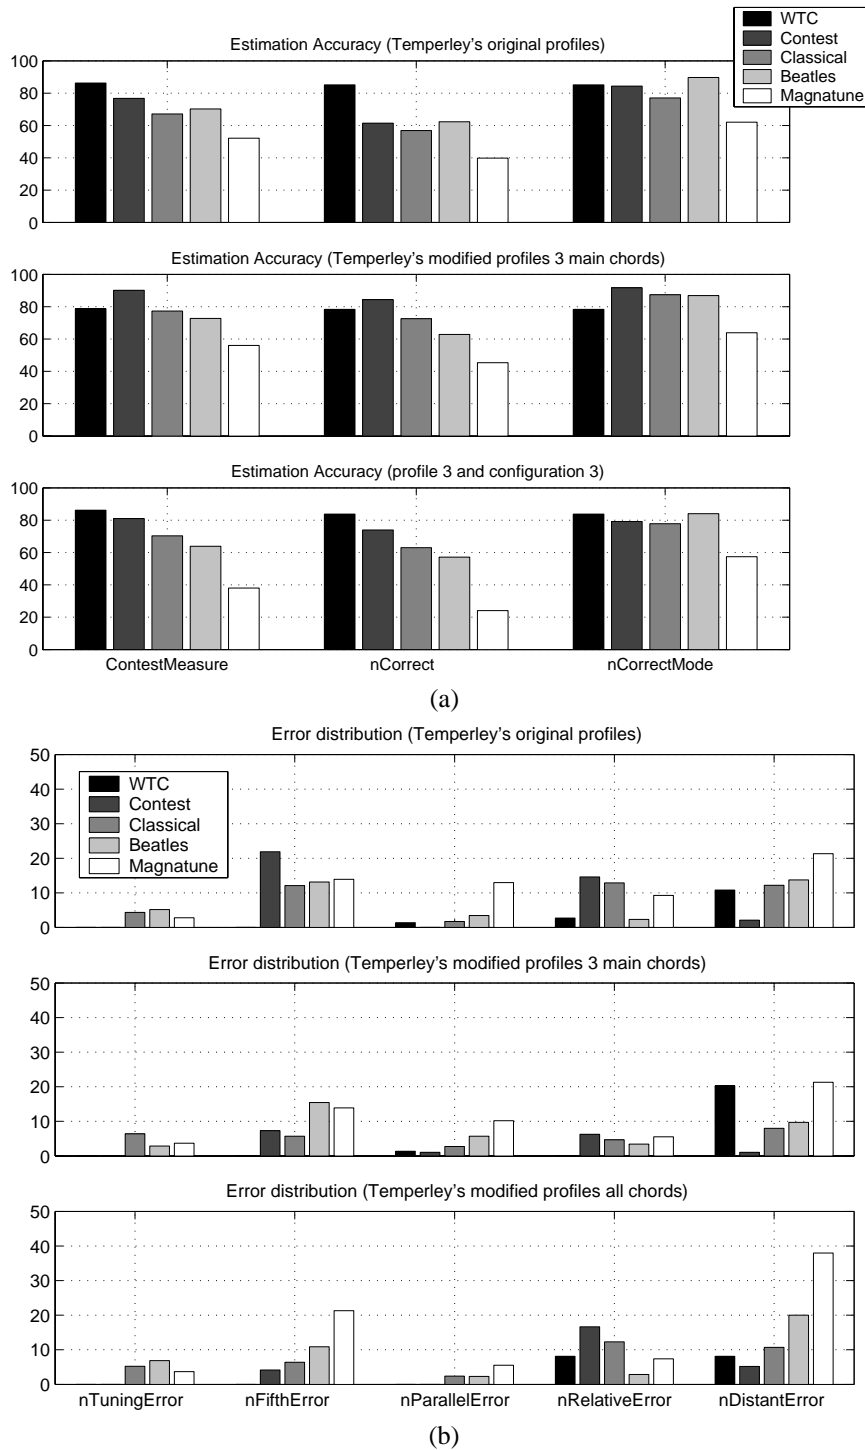 WTC
Contest
Classical
Beatles
Magnatune
Estimation Accuracy (Temperley's original profiles)
100
80
60
40
20
0
Estimation Accuracy (Temperley's modified profiles 3 main chords)
100
80
60
40
20
0
Estimation Accuracy (profile 3 and configuration 3)
100
80
60
40
20
0
ContestMeasure nCorrect nCorrectMode
(a)
Error distribution (Temperley's original profiles)
50
40
30
20
10
0
WTC
Contest
Classical
Beatles
Magnatune
Error distribution (Temperley's modified profiles 3 main chords)
50
40
30
20
10
0
Error distribution (Temperley's modified profiles all chords)
50
40
30
20
10
0
nTuningError nFifthError nParallelError nRelativeError nDistantError
(b)